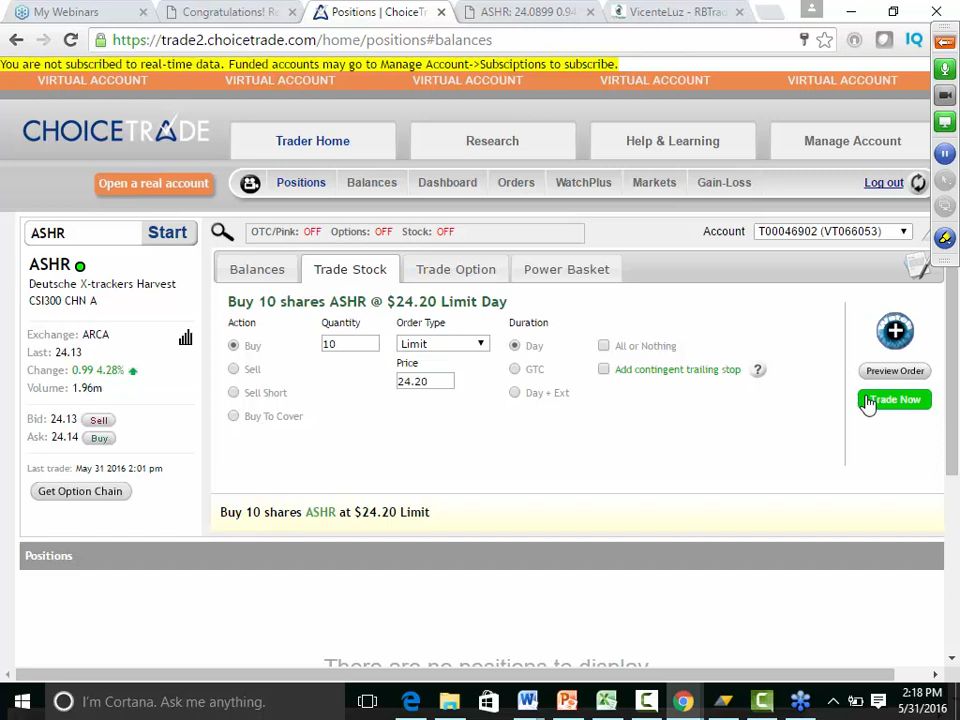 My Webinars
Congratulations! Re
Positions | ChoiceTr
ASHR: 24.0899 0.94
VicenteLuz - RBTrad
https://trade2.choicetrade.com/home/positions#balances
IQ
You are not subscribed to real-time data. Funded accounts may go to Manage Account->Subsciptions to subscribe.
VIRTUAL ACCOUNT VIRTUAL ACCOUNT VIRTUAL ACCOUNT VIRTUAL ACCOUNT VIRTUAL ACCOUNT
CHOICETRADE
Trader Home
Research
Help & Learning
Manage Account
Open a real account
Positions
Balances
Dashboard
Orders
WatchPlus
Markets
Gain-Loss
Log out
ASHR
Start
OTC/Pink: OFF Options: OFF Stock: OFF
Account
T00046902 (VT066053)
ASHR
Deutsche X-trackers Harvest
CSI300 CHN A
Exchange: ARCA
Last: 24.13
Change: 0.99 4.28%
Volume: 1.96m
Bid: 24.13 Sell
Ask: 24.14 Buy
Last trade: May 31 2016 2:01 pm
Get Option Chain
Balances
Trade Stock
Trade Option
Power Basket
Buy 10 shares ASHR @ $24.20 Limit Day
Action
Buy
Sell
Sell Short
Buy To Cover
Quantity
10
Order Type
Limit
Price
24.20
Duration
Day
GTC
Day + Ext
All or Nothing
Add contingent trailing stop ?
Preview Order
Trade Now
Buy 10 shares ASHR at $24.20 Limit
Positions
There are no positions to display
I'm Cortana. Ask me anything.
2:18 PM
5/31/2016